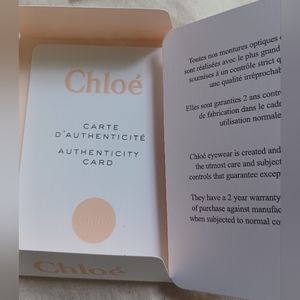 Chloé
CARTE
D'AUTHENTICITÉ
AUTHENTICITY
CARD
Chloé
Chloé
Toutes nos montures optiques
sont réalisées avec le plus grand
soumises à un contrôle strict
une qualité irréprochab
Elles sont garanties 2 ans contr
de fabrication dans le cadr
utilisation normale
Chloé eyewear is created and
the utmost care and subject
controls that guarantee excep
They have a 2 year warranty
of purchase against manufac
when subjected to normal co